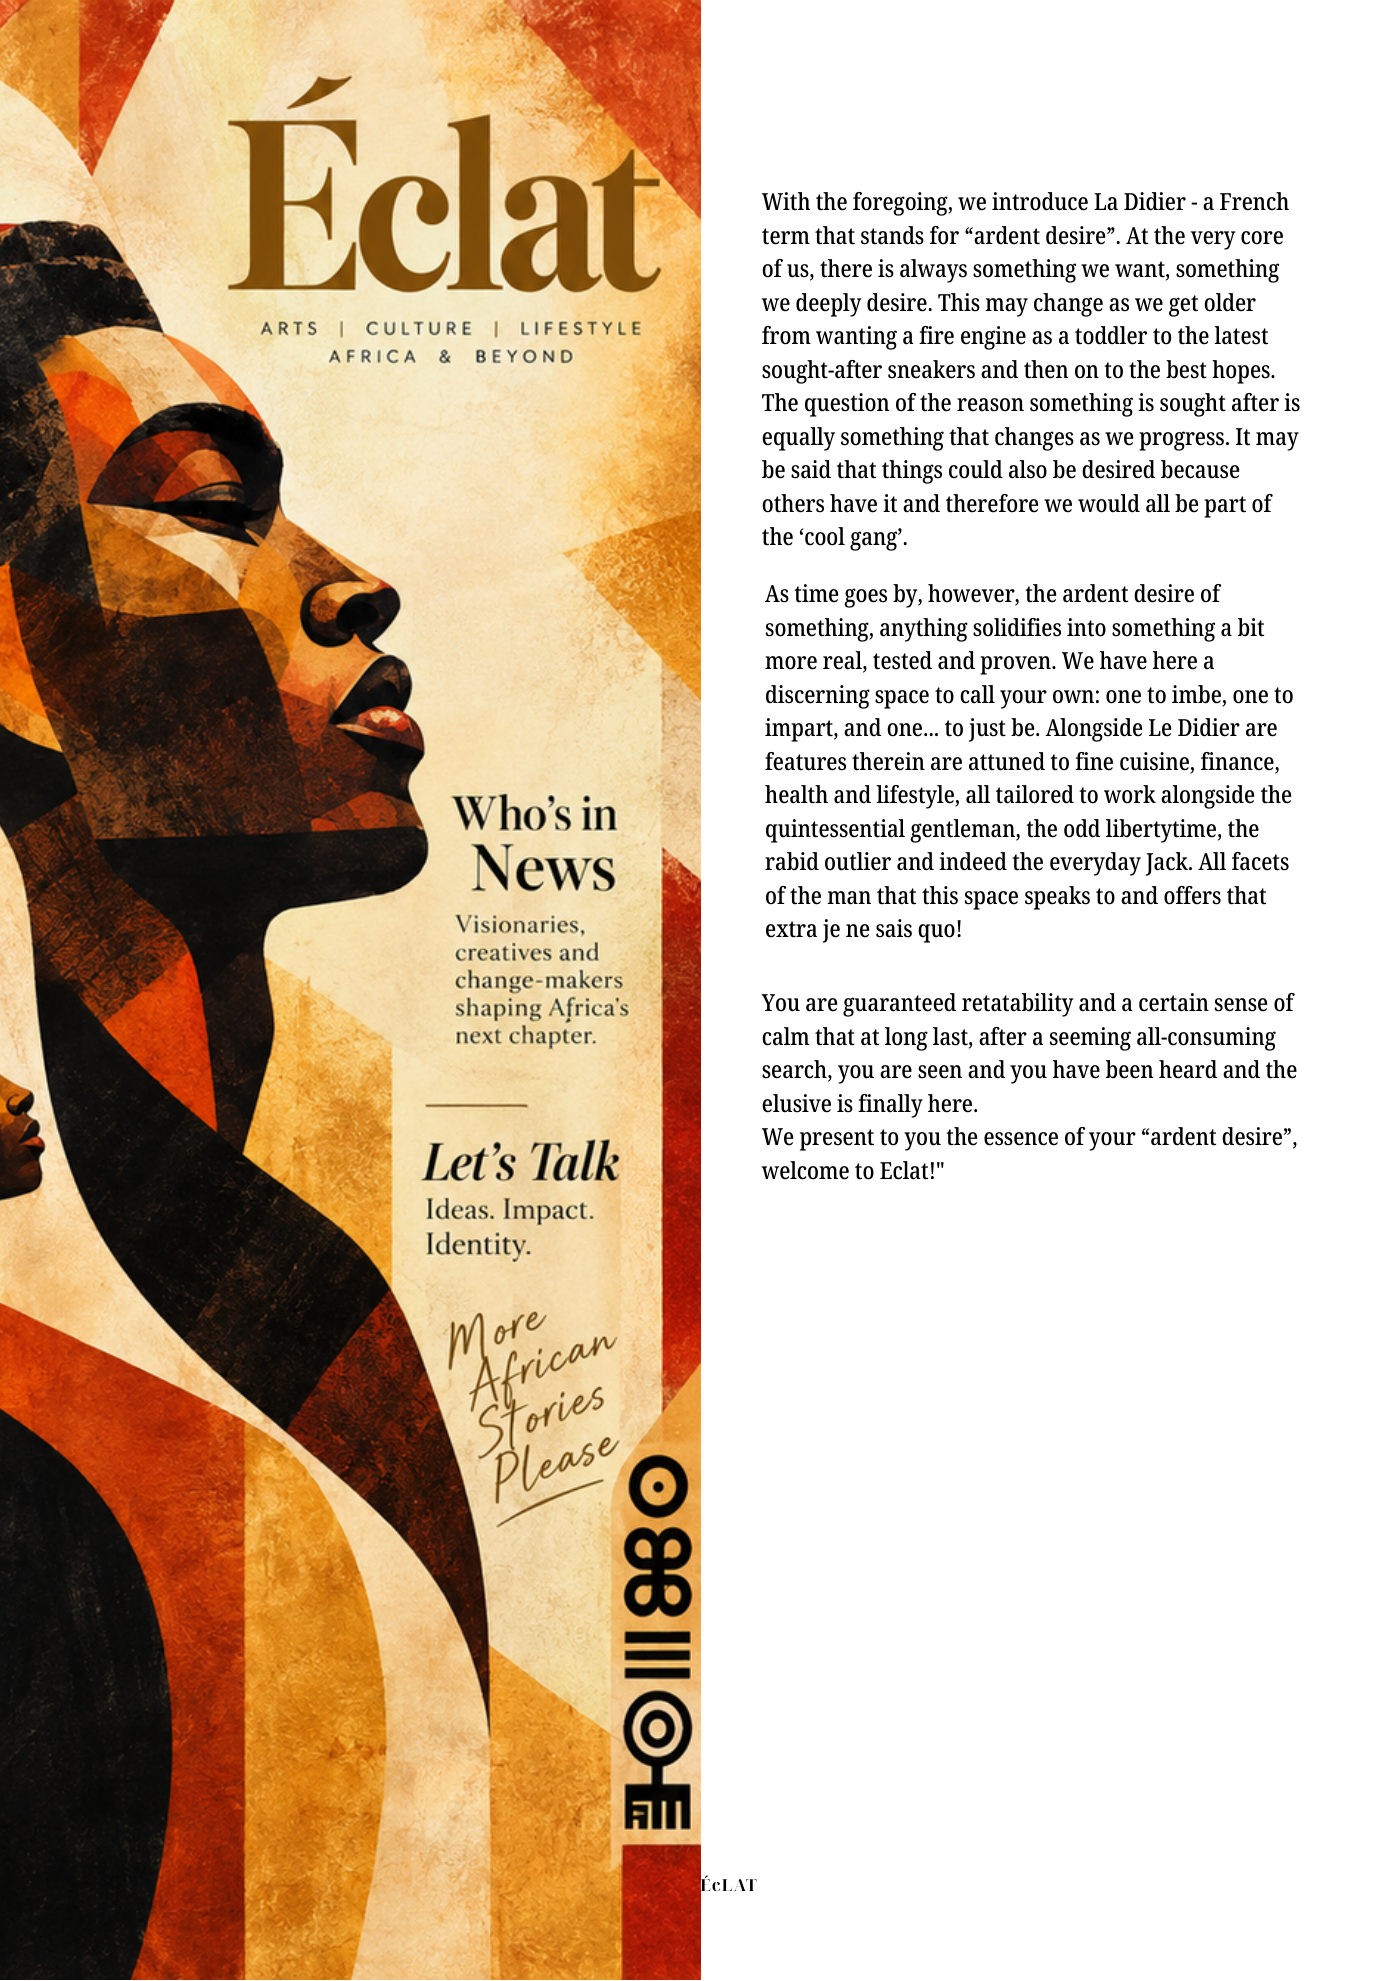 Éclat
ARTS | CULTURE | LIFESTYLE
AFRICA & BEYOND
Who’s in
News
Visionaries,
creatives and
change-makers
shaping Africa’s
next chapter.
Let’s Talk
Ideas. Impact.
Identity.
More
African
Stories
Please
With the foregoing, we introduce La Didier - a French
term that stands for “ardent desire”. At the very core
of us, there is always something we want, something
we deeply desire. This may change as we get older
from wanting a fire engine as a toddler to the latest
sought-after sneakers and then on to the best hopes.
The question of the reason something is sought after is
equally something that changes as we progress. It may
be said that things could also be desired because
others have it and therefore we would all be part of
the ‘cool gang’.
As time goes by, however, the ardent desire of
something, anything solidifies into something a bit
more real, tested and proven. We have here a
discerning space to call your own: one to imbe, one to
impart, and one... to just be. Alongside Le Didier are
features therein are attuned to fine cuisine, finance,
health and lifestyle, all tailored to work alongside the
quintessential gentleman, the odd libertytime, the
rabid outlier and indeed the everyday Jack. All facets
of the man that this space speaks to and offers that
extra je ne sais quo!
You are guaranteed retatability and a certain sense of
calm that at long last, after a seeming all-consuming
search, you are seen and you have been heard and the
elusive is finally here.
We present to you the essence of your “ardent desire”,
welcome to Eclat!"
ÉcLAT